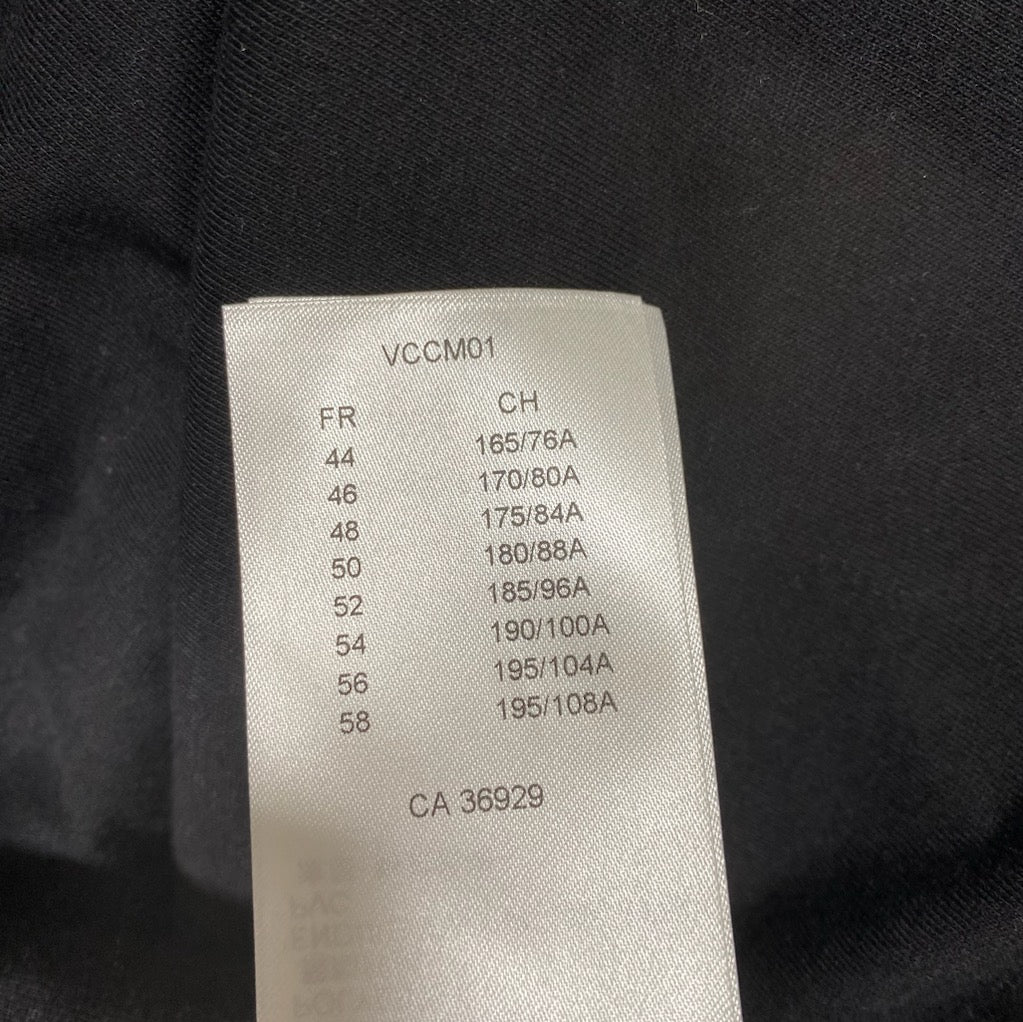 VCCM01
FR CH
44 165/76A
46 170/80A
48 175/84A
50 180/88A
52 185/96A
54 190/100A
56 195/104A
58 195/108A
CA 36929